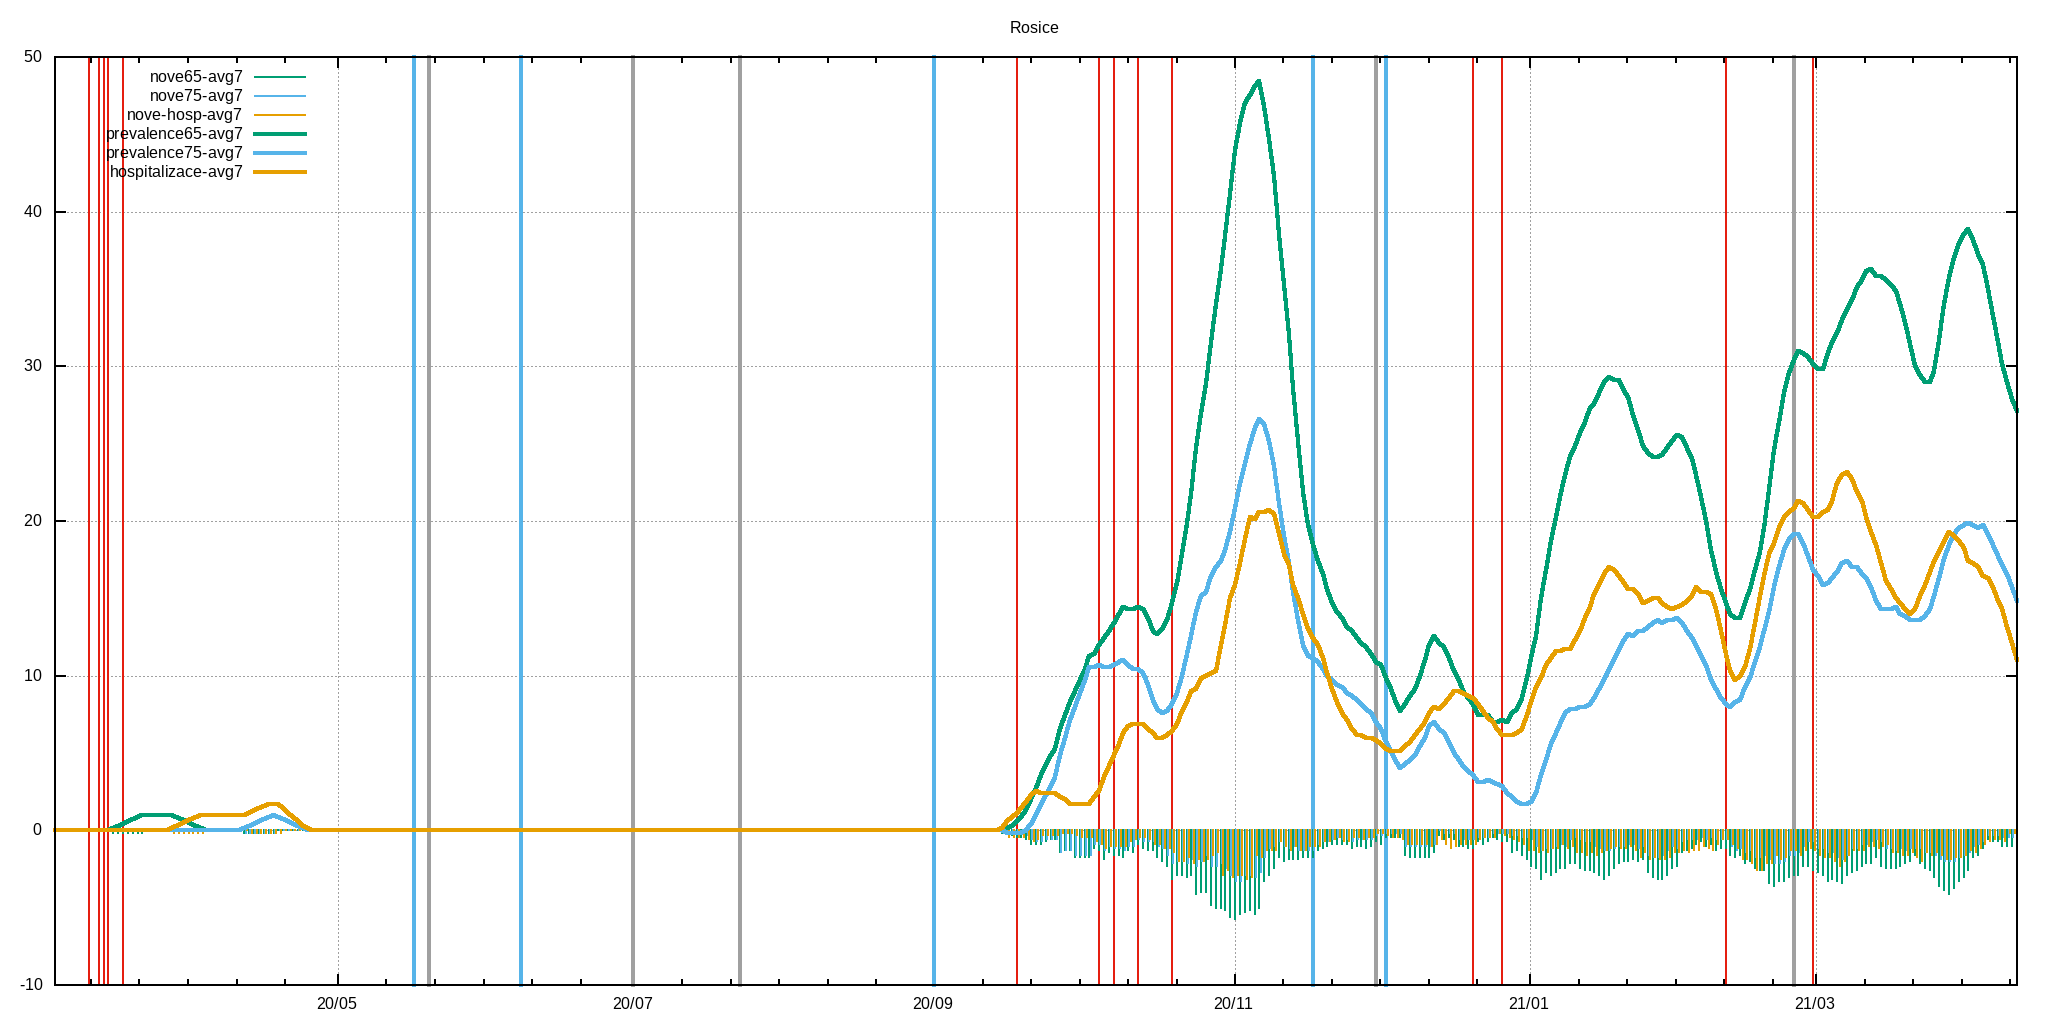 Rosice
50
nove65-avg7
nove75-avg7
nove-hosp-avg7
prevalence65-avg7
prevalence75-avg7
hospitalizace-avg7
40
30
20
10
0
-10
20/05 20/07 20/09 20/11 21/01 21/03